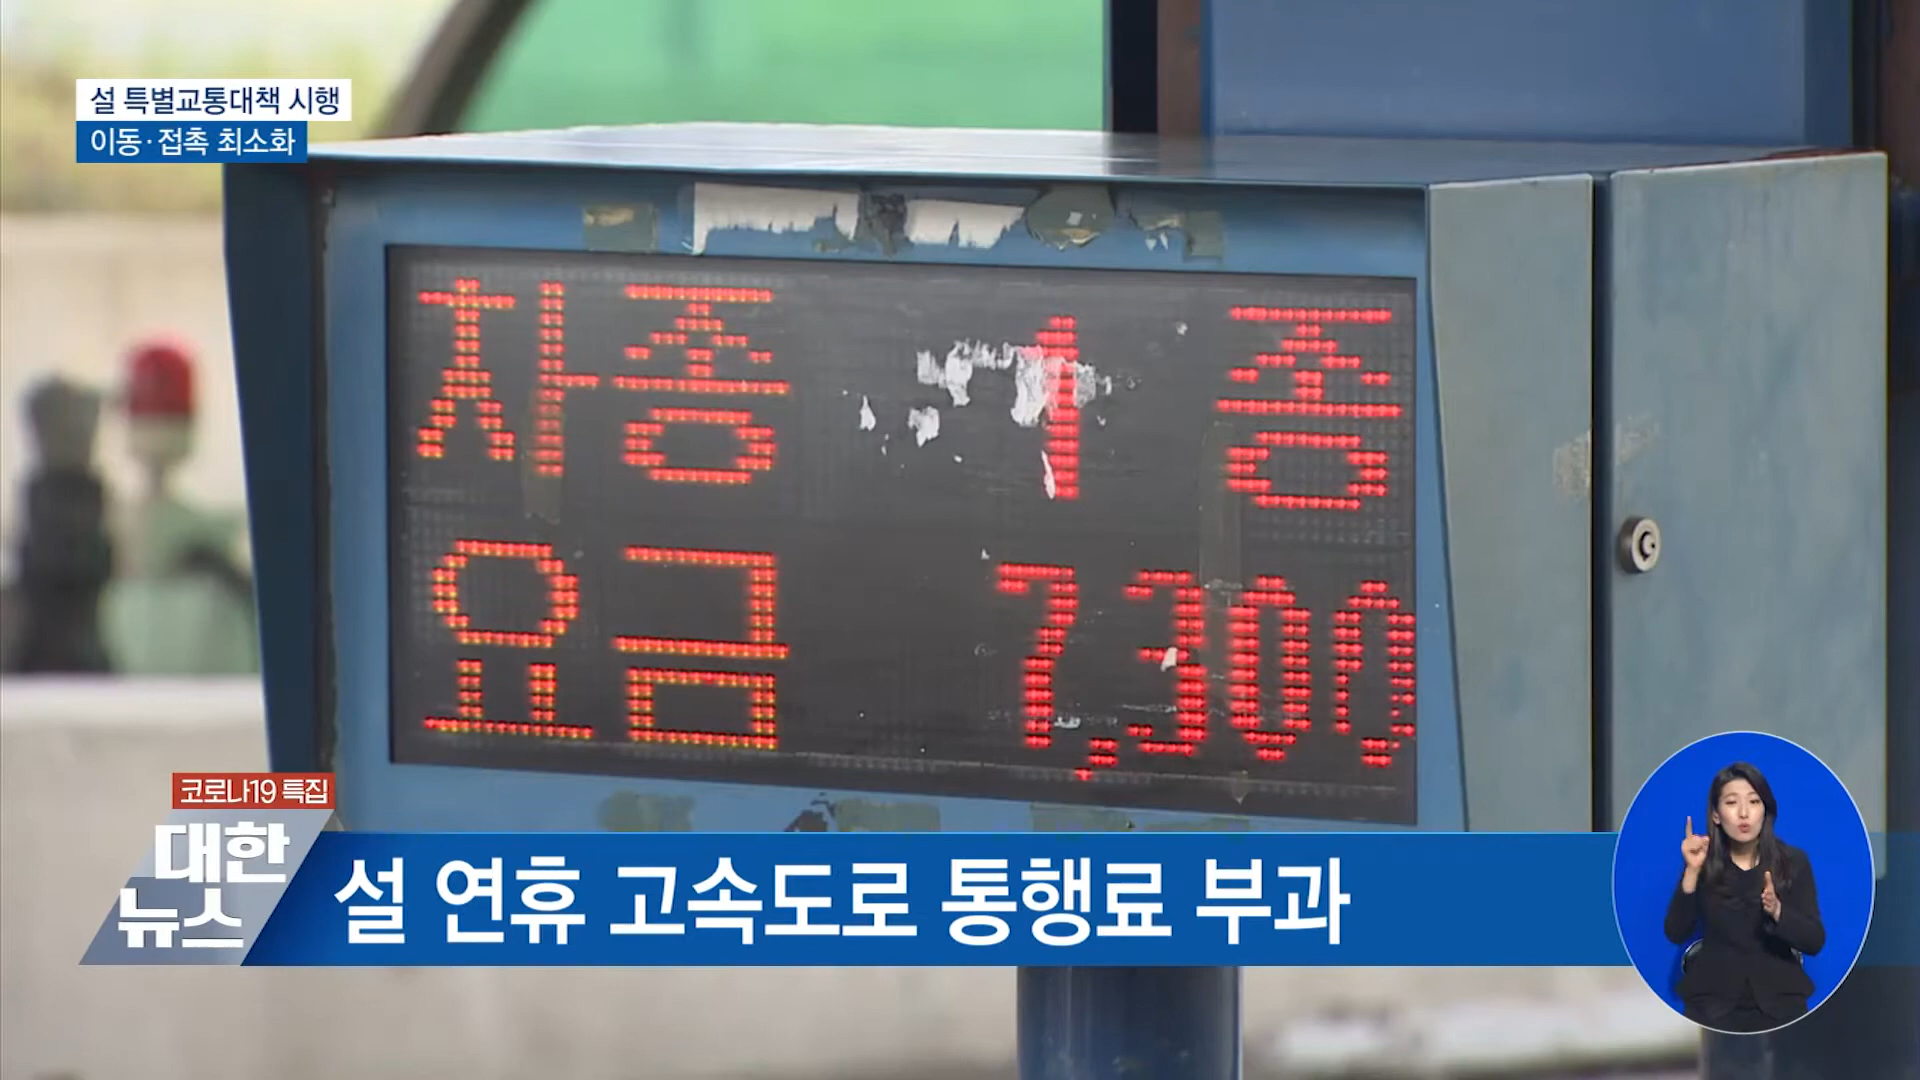 설 특별교통대책 시행
이동·접촉 최소화
차종 1 종
요금 7,300
코로나19 특집
대한
뉴스
설 연휴 고속도로 통행료 부과